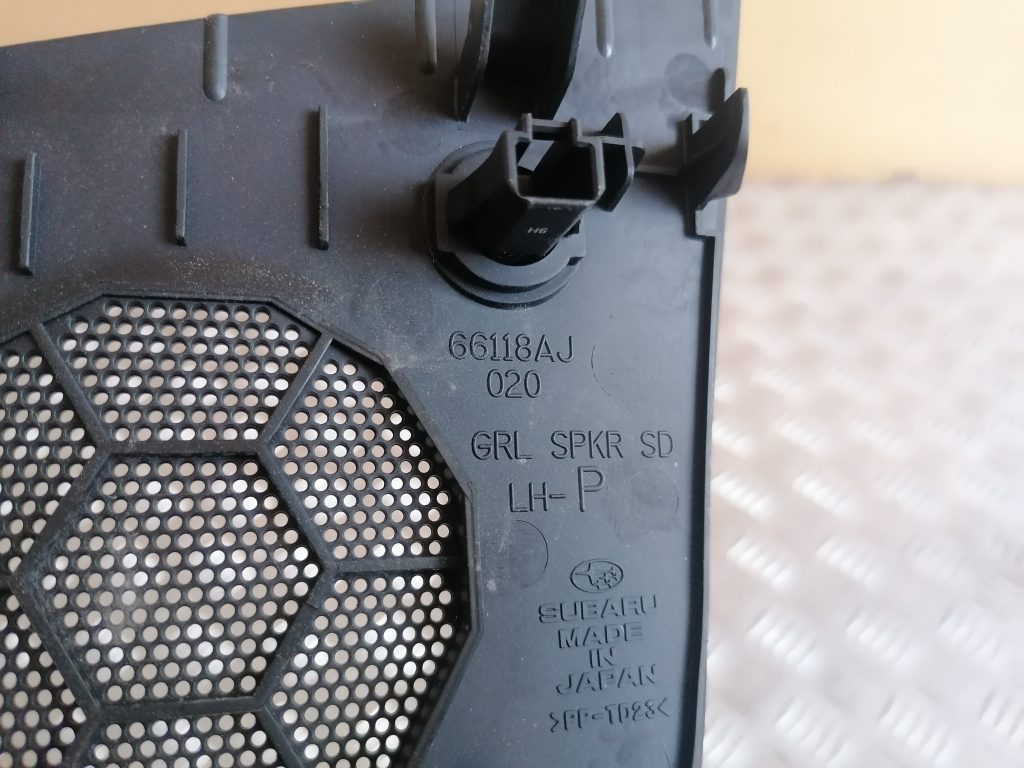 H6
66118AJ
020
GRL SPKR SD
LH-P
SUBARU
MADE
IN
JAPAN
>PP-TD23<